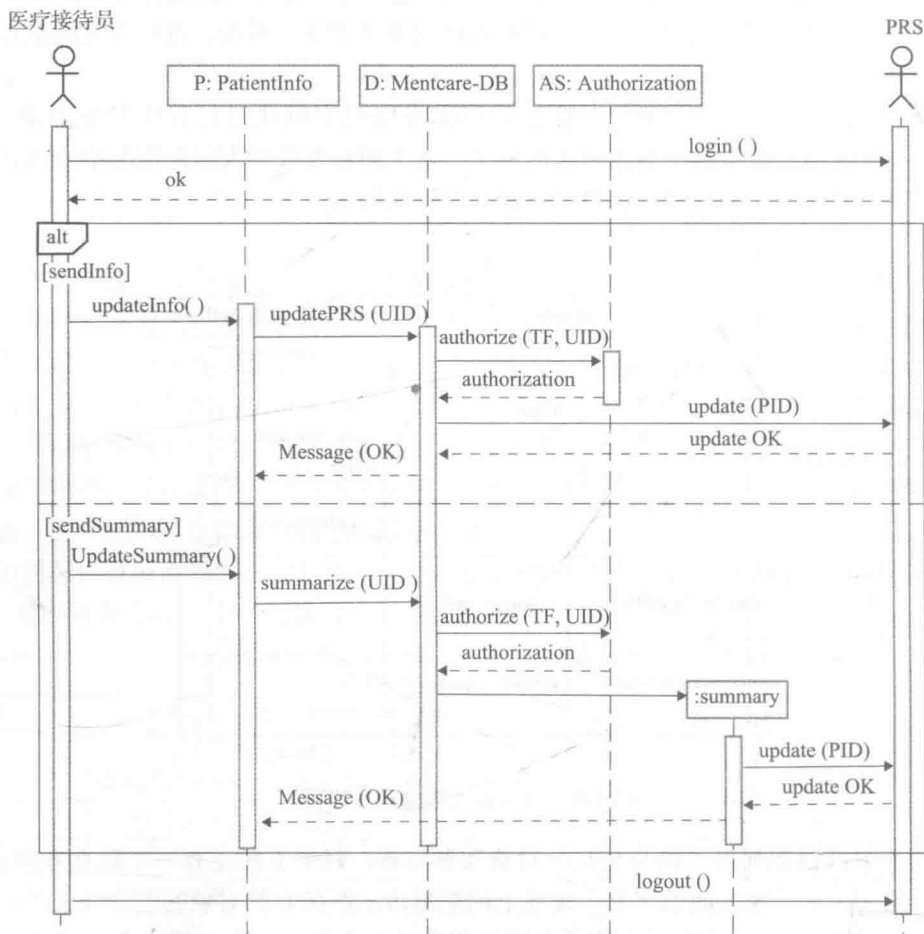 医疗接待员
PRS
P: PatientInfo
D: Mentcare-DB
AS: Authorization
login ( )
ok
alt
[sendInfo]
updateInfo( )
updatePRS (UID )
authorize (TF, UID)
authorization
update (PID)
update OK
Message (OK)
[sendSummary]
UpdateSummary( )
summarize (UID )
authorize (TF, UID)
authorization
:summary
update (PID)
update OK
Message (OK)
logout ()